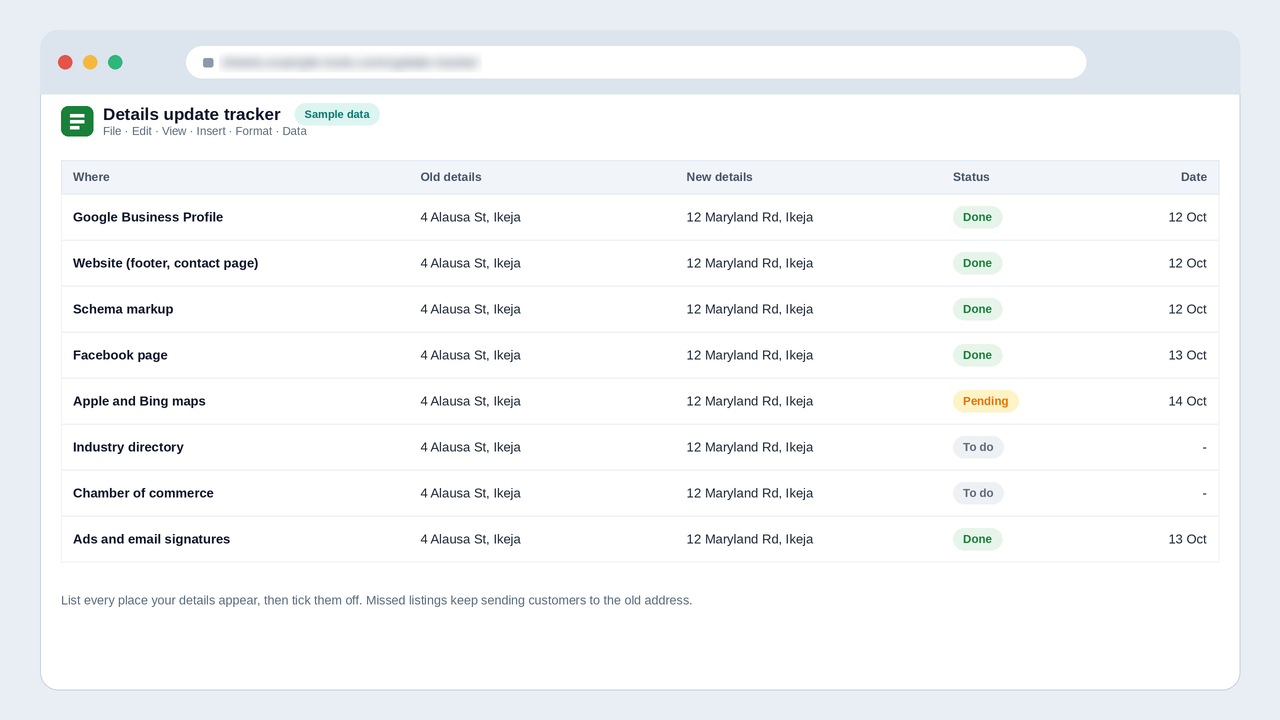 Details update tracker Sample data
File · Edit · View · Insert · Format · Data
Where Old details New details Status Date
Google Business Profile 4 Alausa St, Ikeja 12 Maryland Rd, Ikeja Done 12 Oct
Website (footer, contact page) 4 Alausa St, Ikeja 12 Maryland Rd, Ikeja Done 12 Oct
Schema markup 4 Alausa St, Ikeja 12 Maryland Rd, Ikeja Done 12 Oct
Facebook page 4 Alausa St, Ikeja 12 Maryland Rd, Ikeja Done 13 Oct
Apple and Bing maps 4 Alausa St, Ikeja 12 Maryland Rd, Ikeja Pending 14 Oct
Industry directory 4 Alausa St, Ikeja 12 Maryland Rd, Ikeja To do -
Chamber of commerce 4 Alausa St, Ikeja 12 Maryland Rd, Ikeja To do -
Ads and email signatures 4 Alausa St, Ikeja 12 Maryland Rd, Ikeja Done 13 Oct
List every place your details appear, then tick them off. Missed listings keep sending customers to the old address.